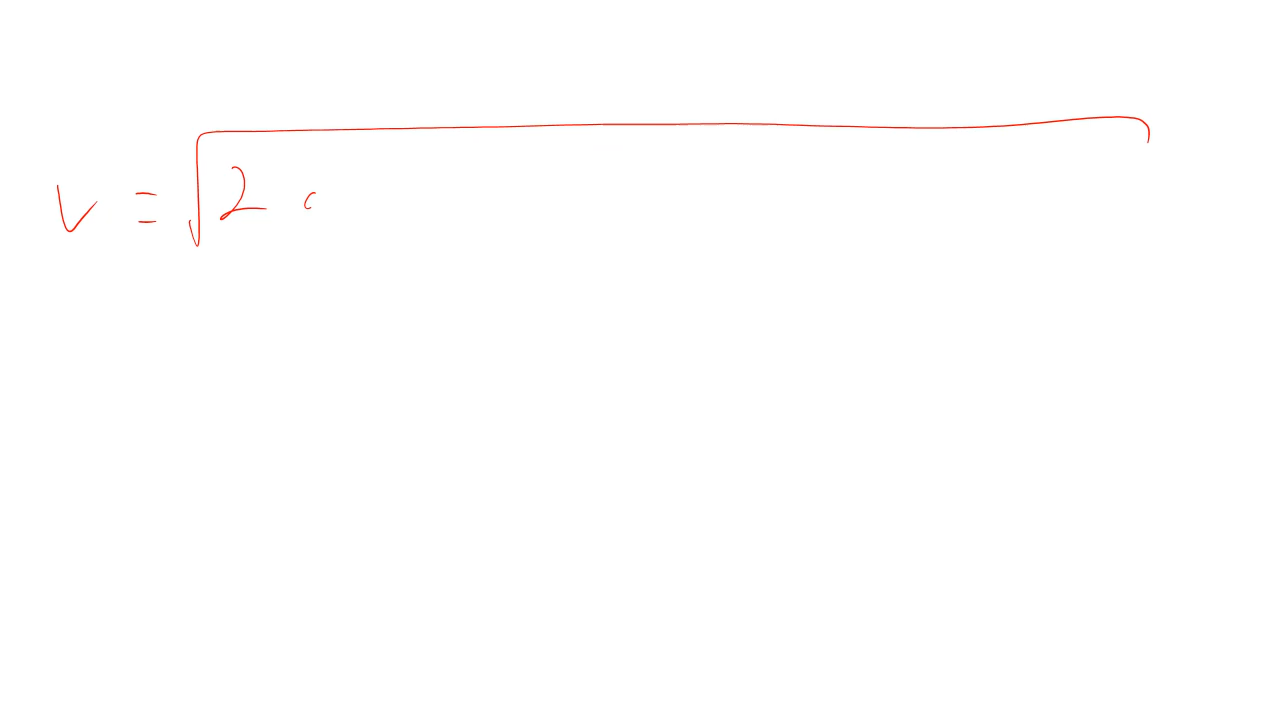 v = √2